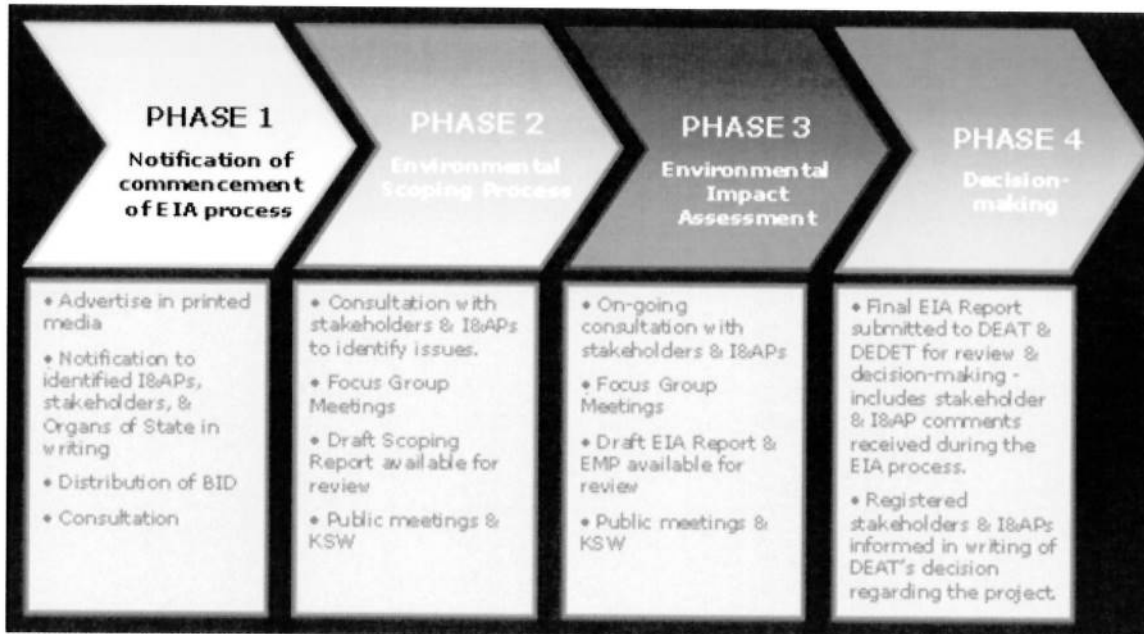 PHASE 1
Notification of
commencement
of EIA process
• Advertise in printed
media
• Notification to
identified I&APs,
stakeholders, &
Organs of State in
writing
• Distribution of BID
• Consultation
PHASE 2
Environmental
Scoping Process
• Consultation with
stakeholders & I&APs
to identify issues.
• Focus Group
Meetings
• Draft Scoping
Report available for
review
• Public meetings &
KSW
PHASE 3
Environmental
Impact
Assessment
• On-going
consultation with
stakeholders & I&APs
• Focus Group
Meetings
• Draft EIA Report &
EMP available for
review
• Public meetings &
KSW
PHASE 4
Decision-
making
• Final EIA Report
submitted to DEAT &
DEDET for review &
decision-making -
includes stakeholder
& I&AP comments
received during the
EIA process.
• Registered
stakeholders & I&APs
informed in writing of
DEAT's decision
regarding the project.